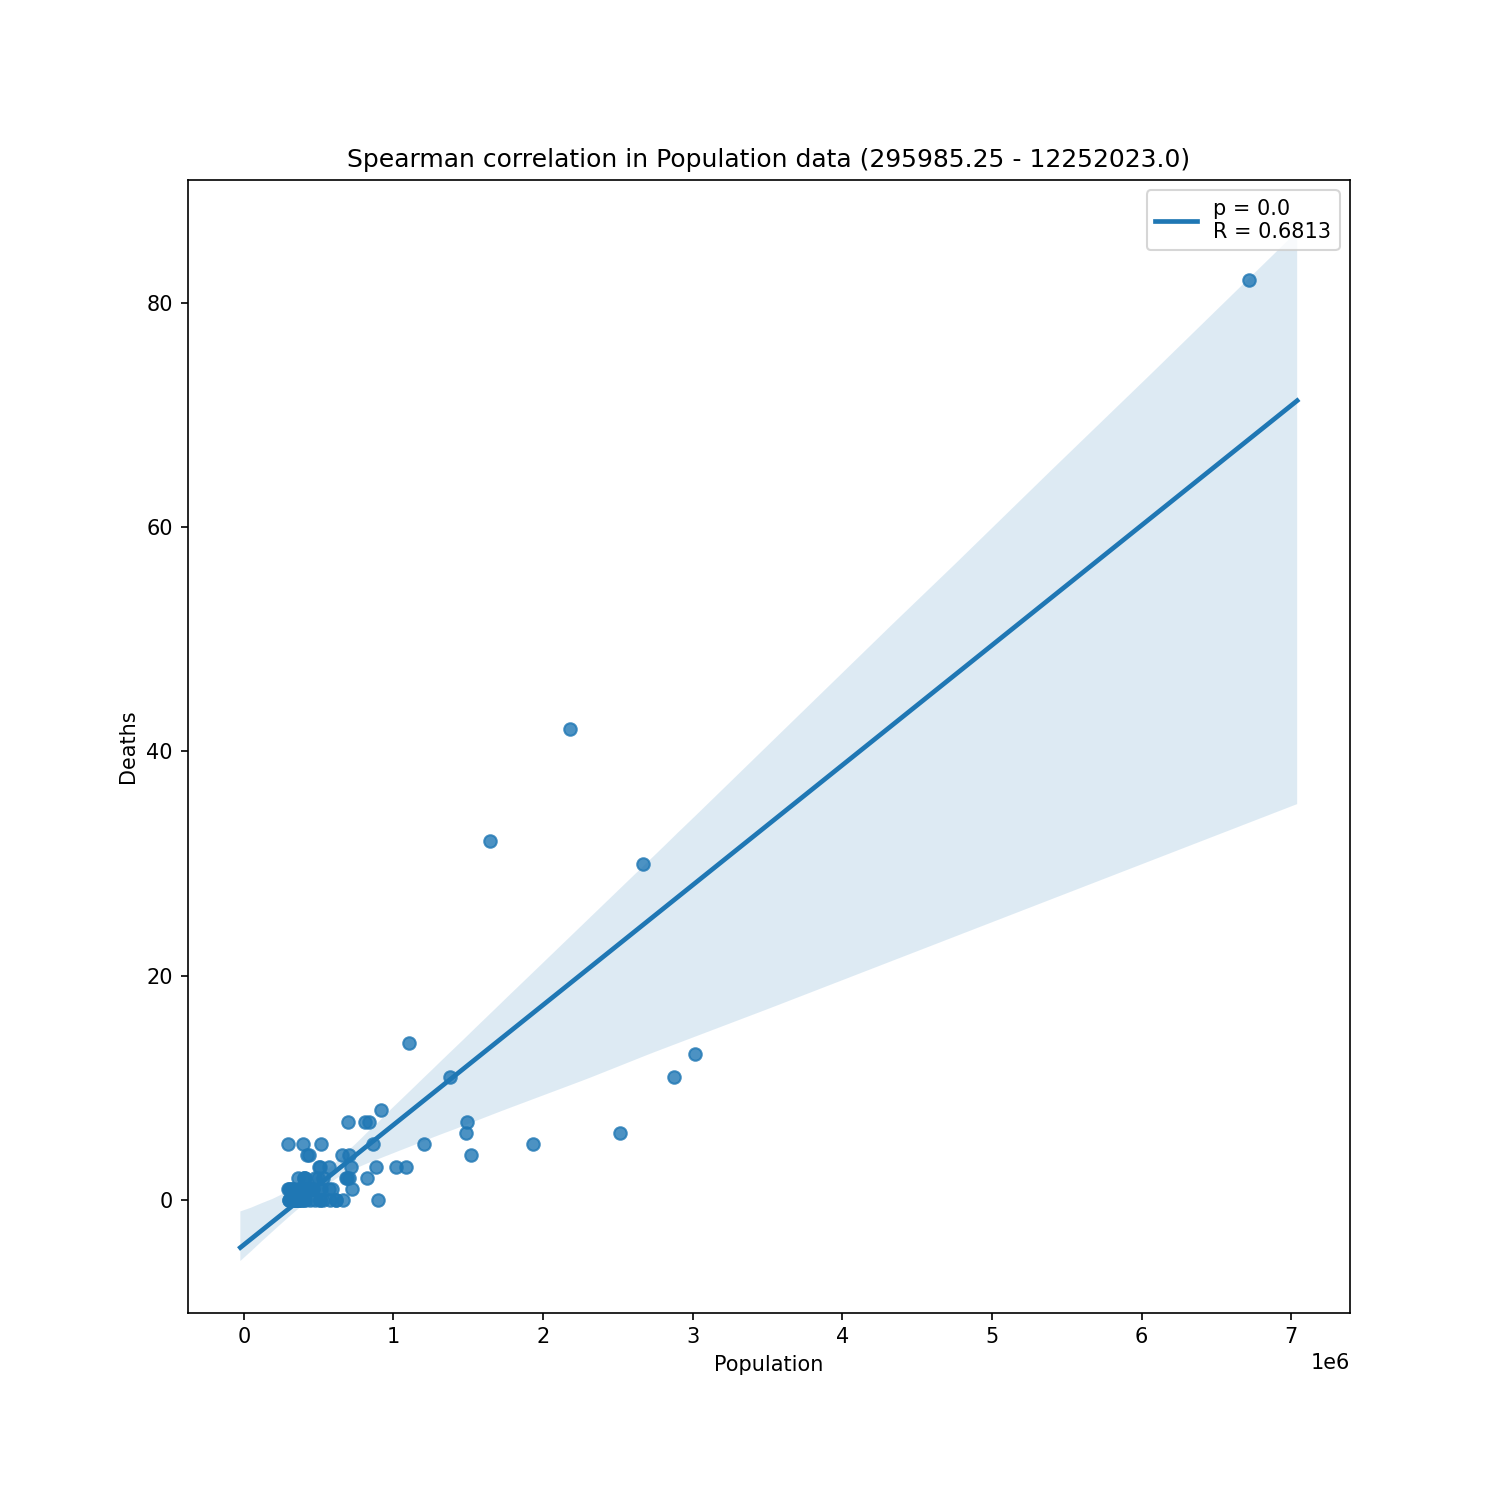 Spearman correlation in Population data (295985.25 - 12252023.0)
p = 0.0
R = 0.6813
80
60
40
20
0
Deaths
0 1 2 3 4 5 6 7
1e6
Population